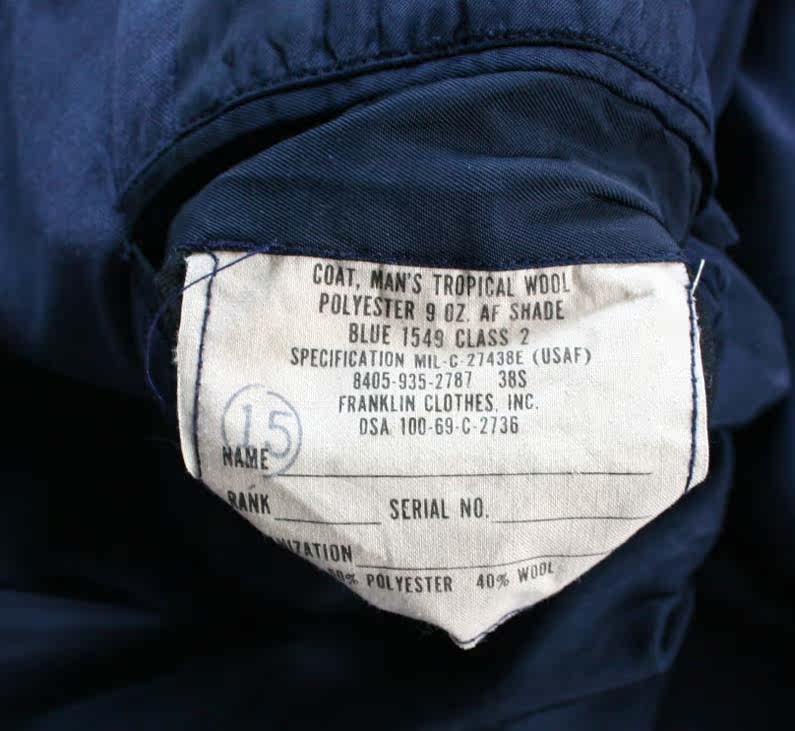 COAT, MAN'S TROPICAL WOOL
POLYESTER 9 OZ. AF SHADE
BLUE 1549 CLASS 2
SPECIFICATION MIL-C-27438E (USAF)
8405-935-2787 38S
FRANKLIN CLOTHES, INC.
DSA 100-69-C-2736
15
NAME
RANK SERIAL NO.
POLYESTER 40% WOOL